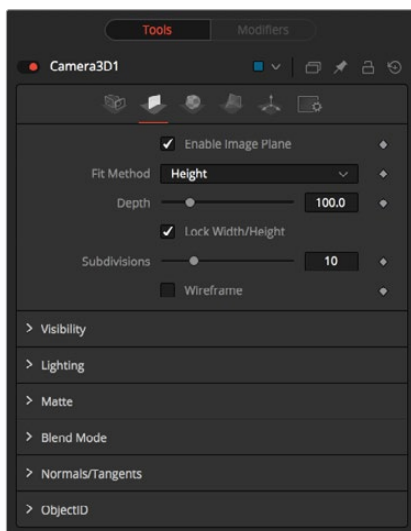 Tools Modifiers
Camera3D1
Enable Image Plane
Fit Method Height
Depth 100.0
Lock Width/Height
Subdivisions 10
Wireframe
Visibility
Lighting
Matte
Blend Mode
Normals/Tangents
ObjectID